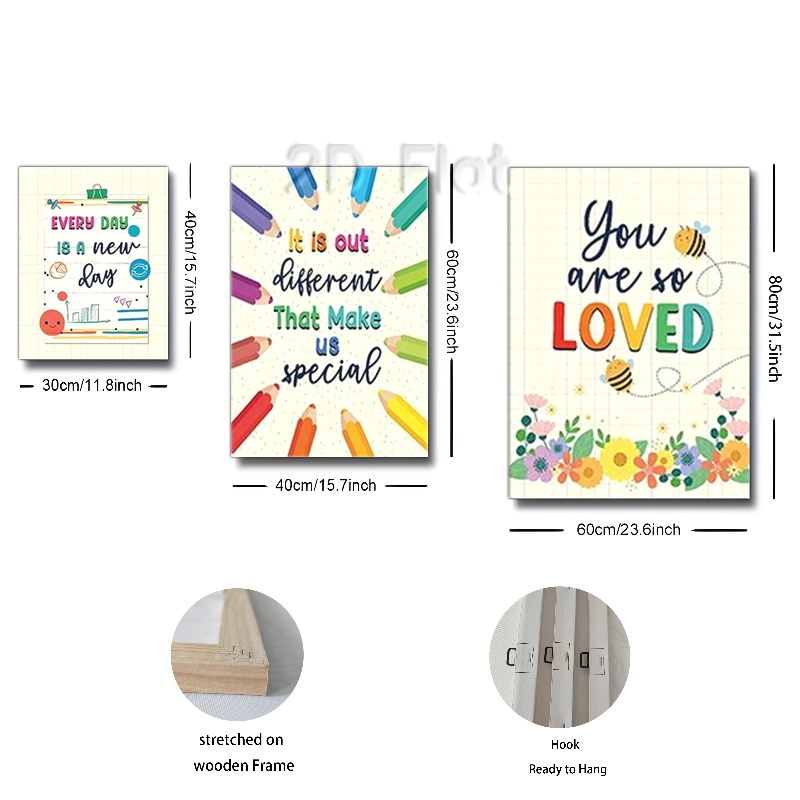 2D Flat
EVERY DAY
IS A new
day
40cm/15.7inch
30cm/11.8inch
It is out
different
That Make
us
special
60cm/23.6inch
40cm/15.7inch
You
are so
LOVED
80cm/31.5inch
60cm/23.6inch
stretched on
wooden Frame
Hook
Ready to Hang